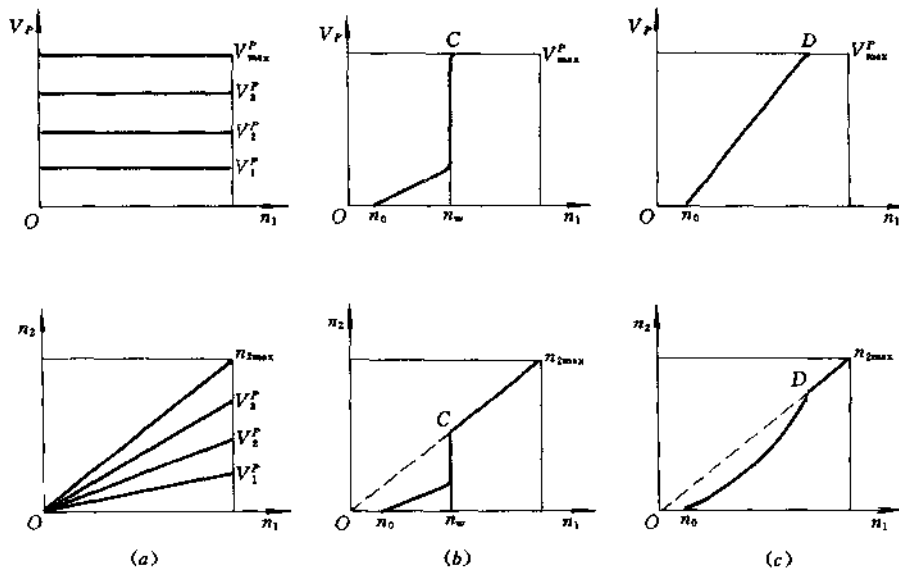 V_P
V^P_max
V^P_3
V^P_2
V^P_1
O
n_1
V_P
C
V^P_max
O
n_0
n_w
n_1
V_P
D
V^P_max
O
n_0
n_1
n_2
n_2max
V^P_3
V^P_2
V^P_1
O
n_1
n_2
n_2max
C
O
n_0
n_w
n_1
n_2
n_2max
D
O
n_0
n_1
(a)
(b)
(c)